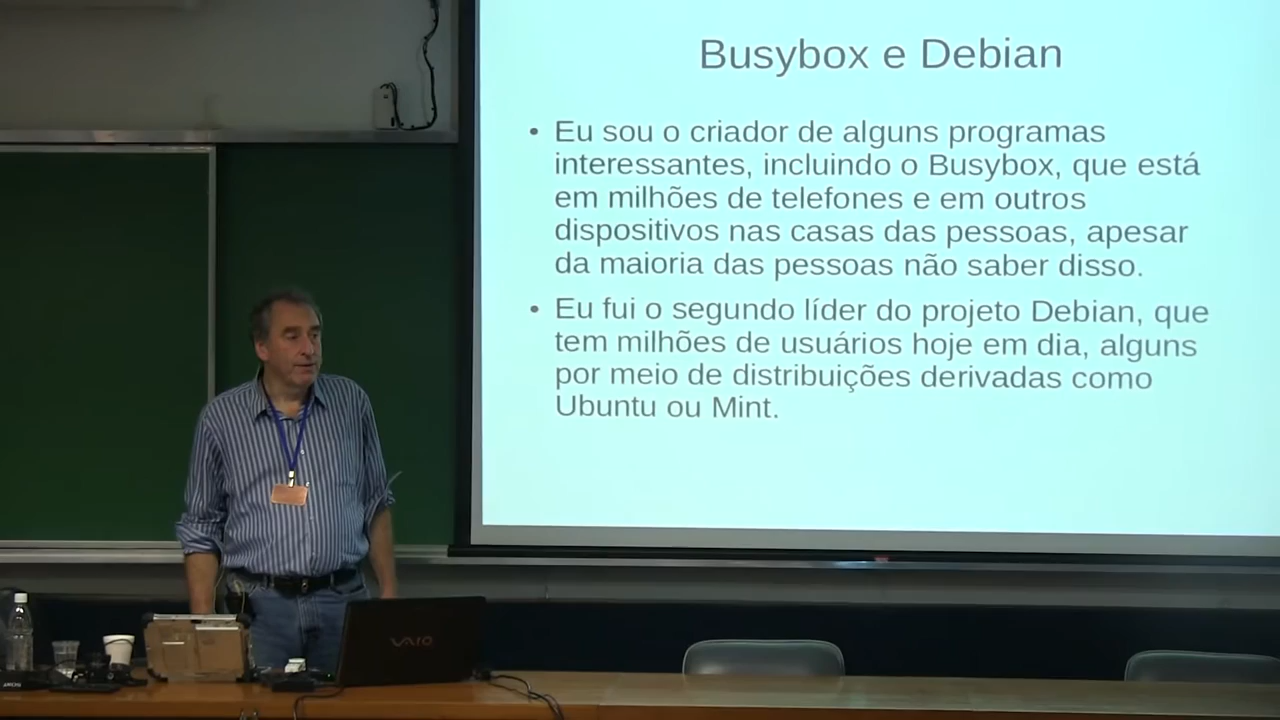 Busybox e Debian
• Eu sou o criador de alguns programas
interessantes, incluindo o Busybox, que está
em milhões de telefones e em outros
dispositivos nas casas das pessoas, apesar
da maioria das pessoas não saber disso.
• Eu fui o segundo líder do projeto Debian, que
tem milhões de usuários hoje em dia, alguns
por meio de distribuições derivadas como
Ubuntu ou Mint.
VAIO